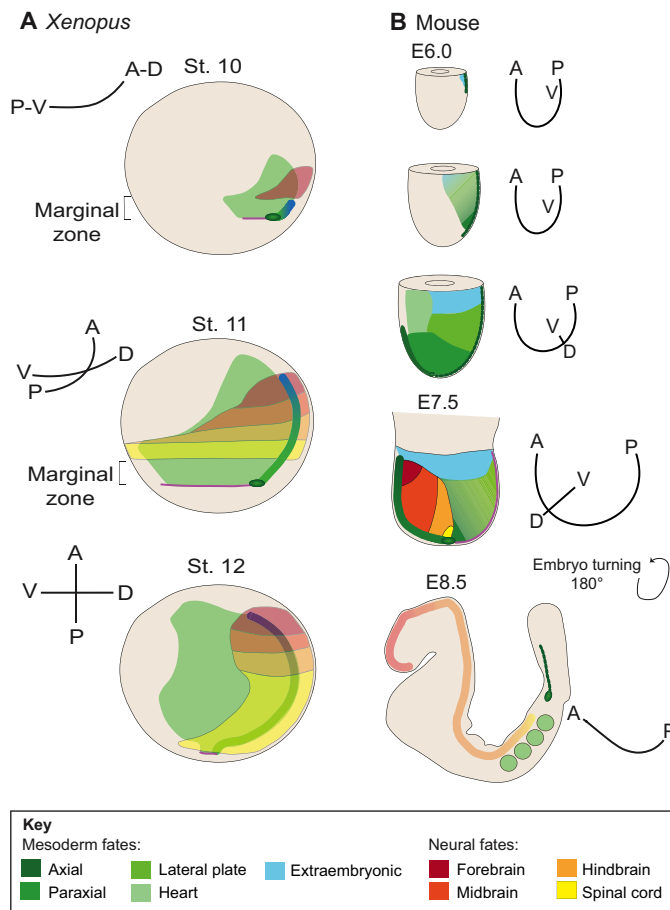 A Xenopus
St. 10
A-D
P-V
Marginal
zone
St. 11
A
V
D
P
Marginal
zone
St. 12
A
V
D
P
B Mouse
E6.0
A
P
V
A
P
V
A
P
V
D
E7.5
A
P
V
D
Embryo turning
180°
E8.5
A
P
Key
Mesoderm fates:
Axial
Paraxial
Lateral plate
Heart
Extraembryonic
Neural fates:
Forebrain
Midbrain
Hindbrain
Spinal cord